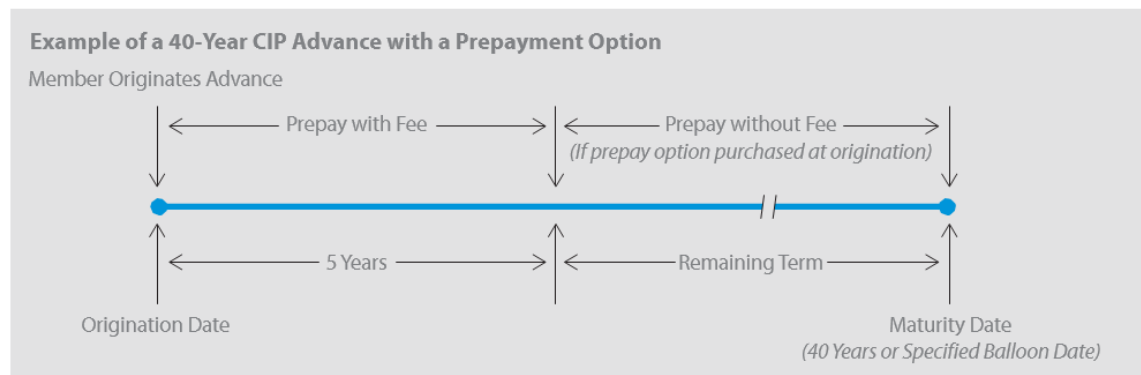 Example of a 40-Year CIP Advance with a Prepayment Option
Member Originates Advance
Prepay with Fee
Prepay without Fee
(If prepay option purchased at origination)
5 Years
Remaining Term
Origination Date
Maturity Date
(40 Years or Specified Balloon Date)